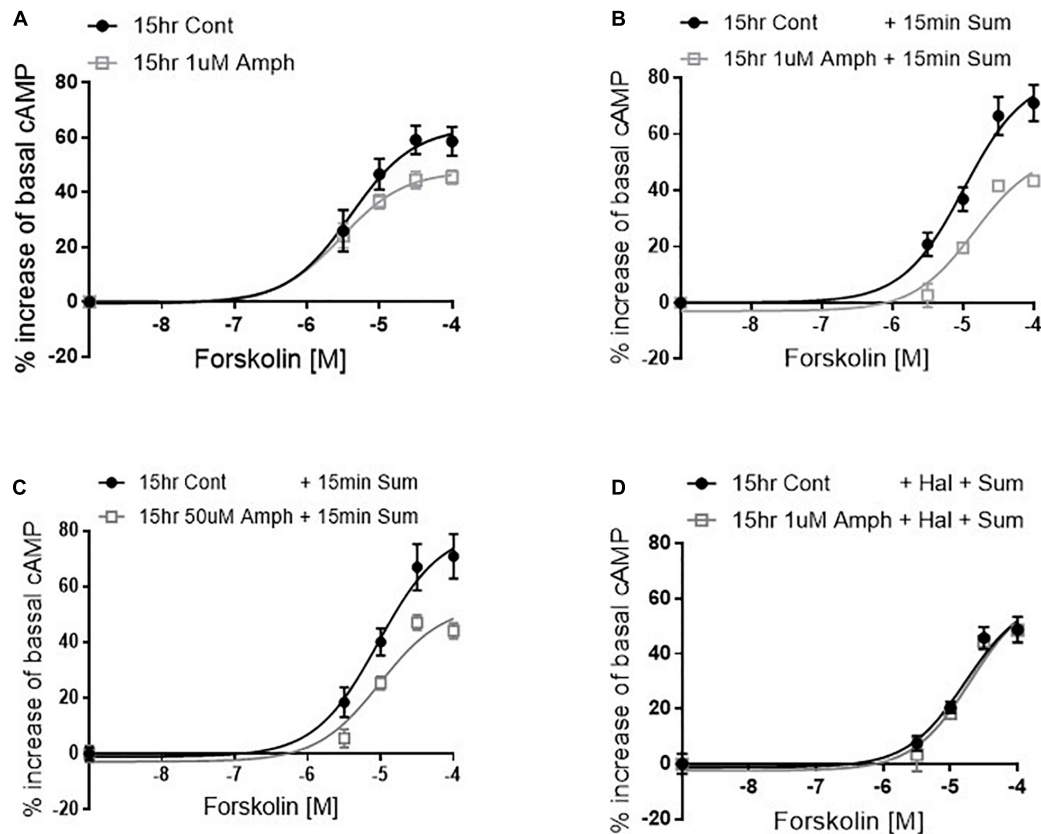 A
15hr Cont
15hr 1uM Amph
% increase of basal cAMP
80
60
40
20
0
-20
-8 -7 -6 -5 -4
Forskolin [M]
B
15hr Cont + 15min Sum
15hr 1uM Amph + 15min Sum
% increase of basal cAMP
80
60
40
20
0
-20
-8 -7 -6 -5 -4
Forskolin [M]
C
15hr Cont + 15min Sum
15hr 50uM Amph + 15min Sum
% increase of bassal cAMP
80
60
40
20
0
-20
-8 -7 -6 -5 -4
Forskolin [M]
D
15hr Cont + Hal + Sum
15hr 1uM Amph + Hal + Sum
% increase of basal cAMP
80
60
40
20
0
-20
-8 -7 -6 -5 -4
Forskolin [M]